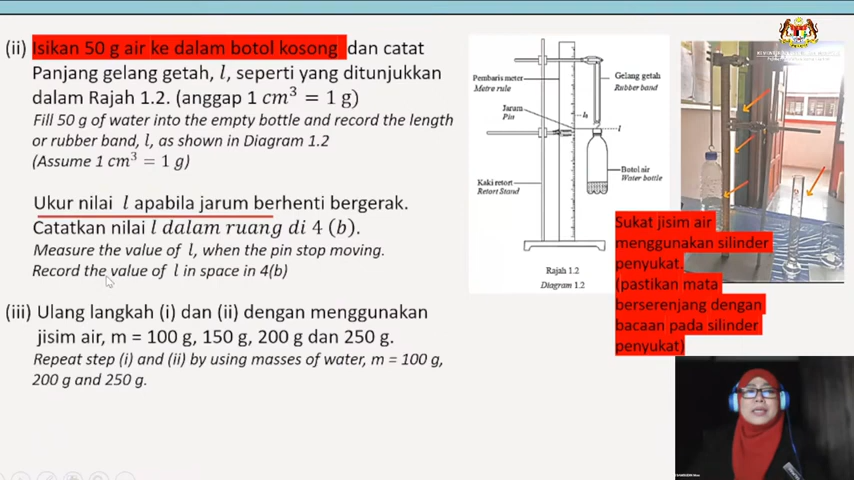 (ii) Isikan 50 g air ke dalam botol kosong dan catat
Panjang gelang getah, l, seperti yang ditunjukkan
dalam Rajah 1.2. (anggap 1 cm³ = 1 g)
Fill 50 g of water into the empty bottle and record the length
or rubber band, l, as shown in Diagram 1.2
(Assume 1 cm³ = 1 g)
Ukur nilai l apabila jarum berhenti bergerak.
Catatkan nilai l dalam ruang di 4 (b).
Measure the value of l, when the pin stop moving.
Record the value of l in space in 4(b)
(iii) Ulang langkah (i) dan (ii) dengan menggunakan
jisim air, m = 100 g, 150 g, 200 g dan 250 g.
Repeat step (i) and (ii) by using masses of water, m = 100 g,
200 g and 250 g.
Pembaris meter
Metre rule
Gelang getah
Rubber band
Jarum
Pin
l₀
l
Botol air
Water bottle
Kaki retort
Retort Stand
Rajah 1.2
Diagram 1.2
Sukat jisim air
menggunakan silinder
penyukat.
(pastikan mata
berserenjang dengan
bacaan pada silinder
penyukat)